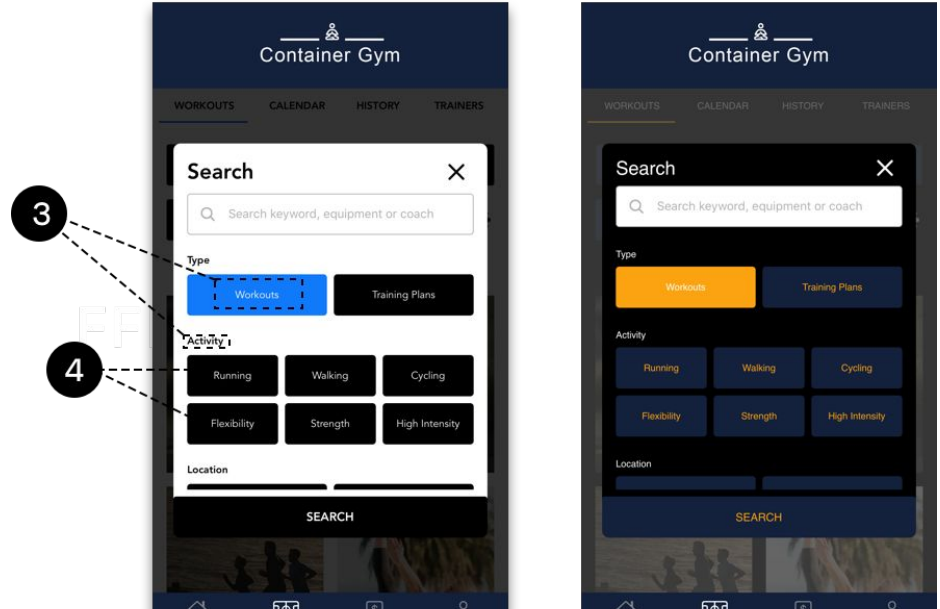 Container Gym
WORKOUTS CALENDAR HISTORY TRAINERS
Search
Search keyword, equipment or coach
Type
Workouts Training Plans
3
Activity
4
Running Walking Cycling
Flexibility Strength High Intensity
Location
SEARCH
Container Gym
WORKOUTS CALENDAR HISTORY TRAINERS
Search
Search keyword, equipment or coach
Type
Workouts Training Plans
Activity
Running Walking Cycling
Flexibility Strength High Intensity
Location
SEARCH